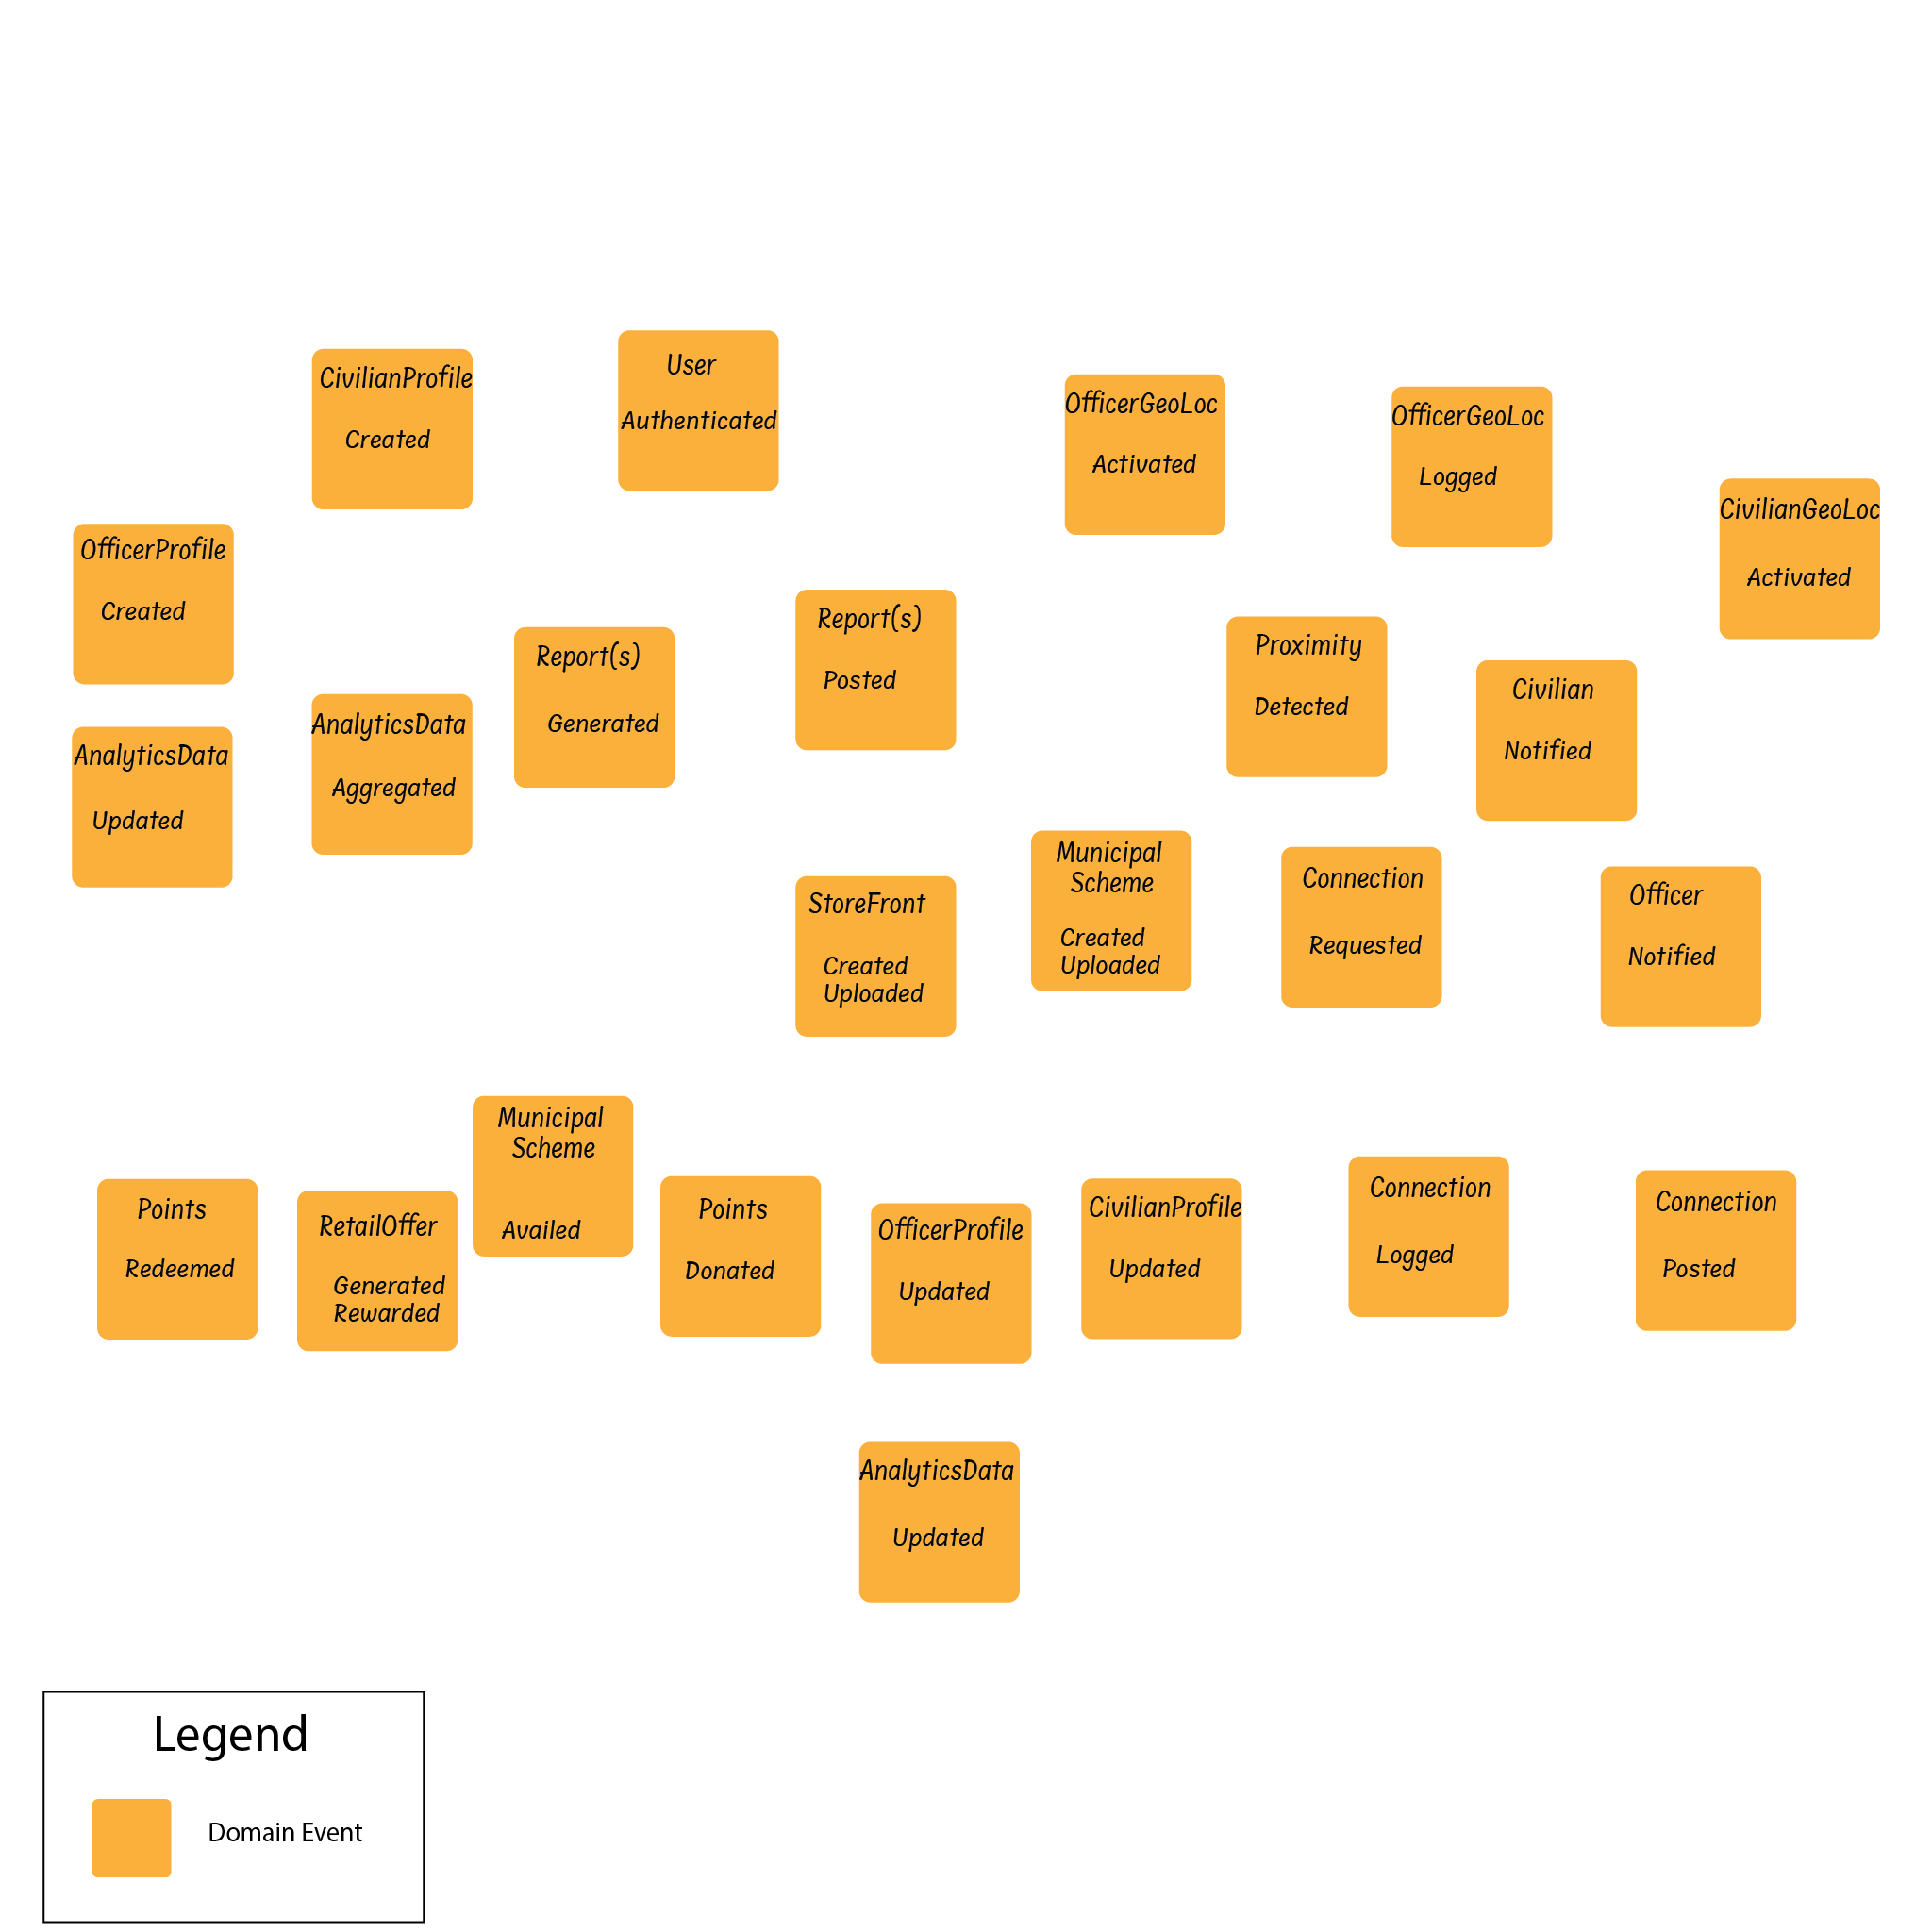 User
Authenticated
CivilianProfile
Created
OfficerGeoLoc
Activated
OfficerGeoLoc
Logged
CivilianGeoLoc
Activated
OfficerProfile
Created
Report(s)
Posted
Proximity
Detected
Report(s)
Generated
Civilian
Notified
AnalyticsData
Aggregated
AnalyticsData
Updated
Municipal
Scheme
Created
Uploaded
Connection
Requested
Officer
Notified
StoreFront
Created
Uploaded
Municipal
Scheme
Availed
Points
Redeemed
RetailOffer
Generated
Rewarded
Points
Donated
OfficerProfile
Updated
CivilianProfile
Updated
Connection
Logged
Connection
Posted
AnalyticsData
Updated
Legend
Domain Event